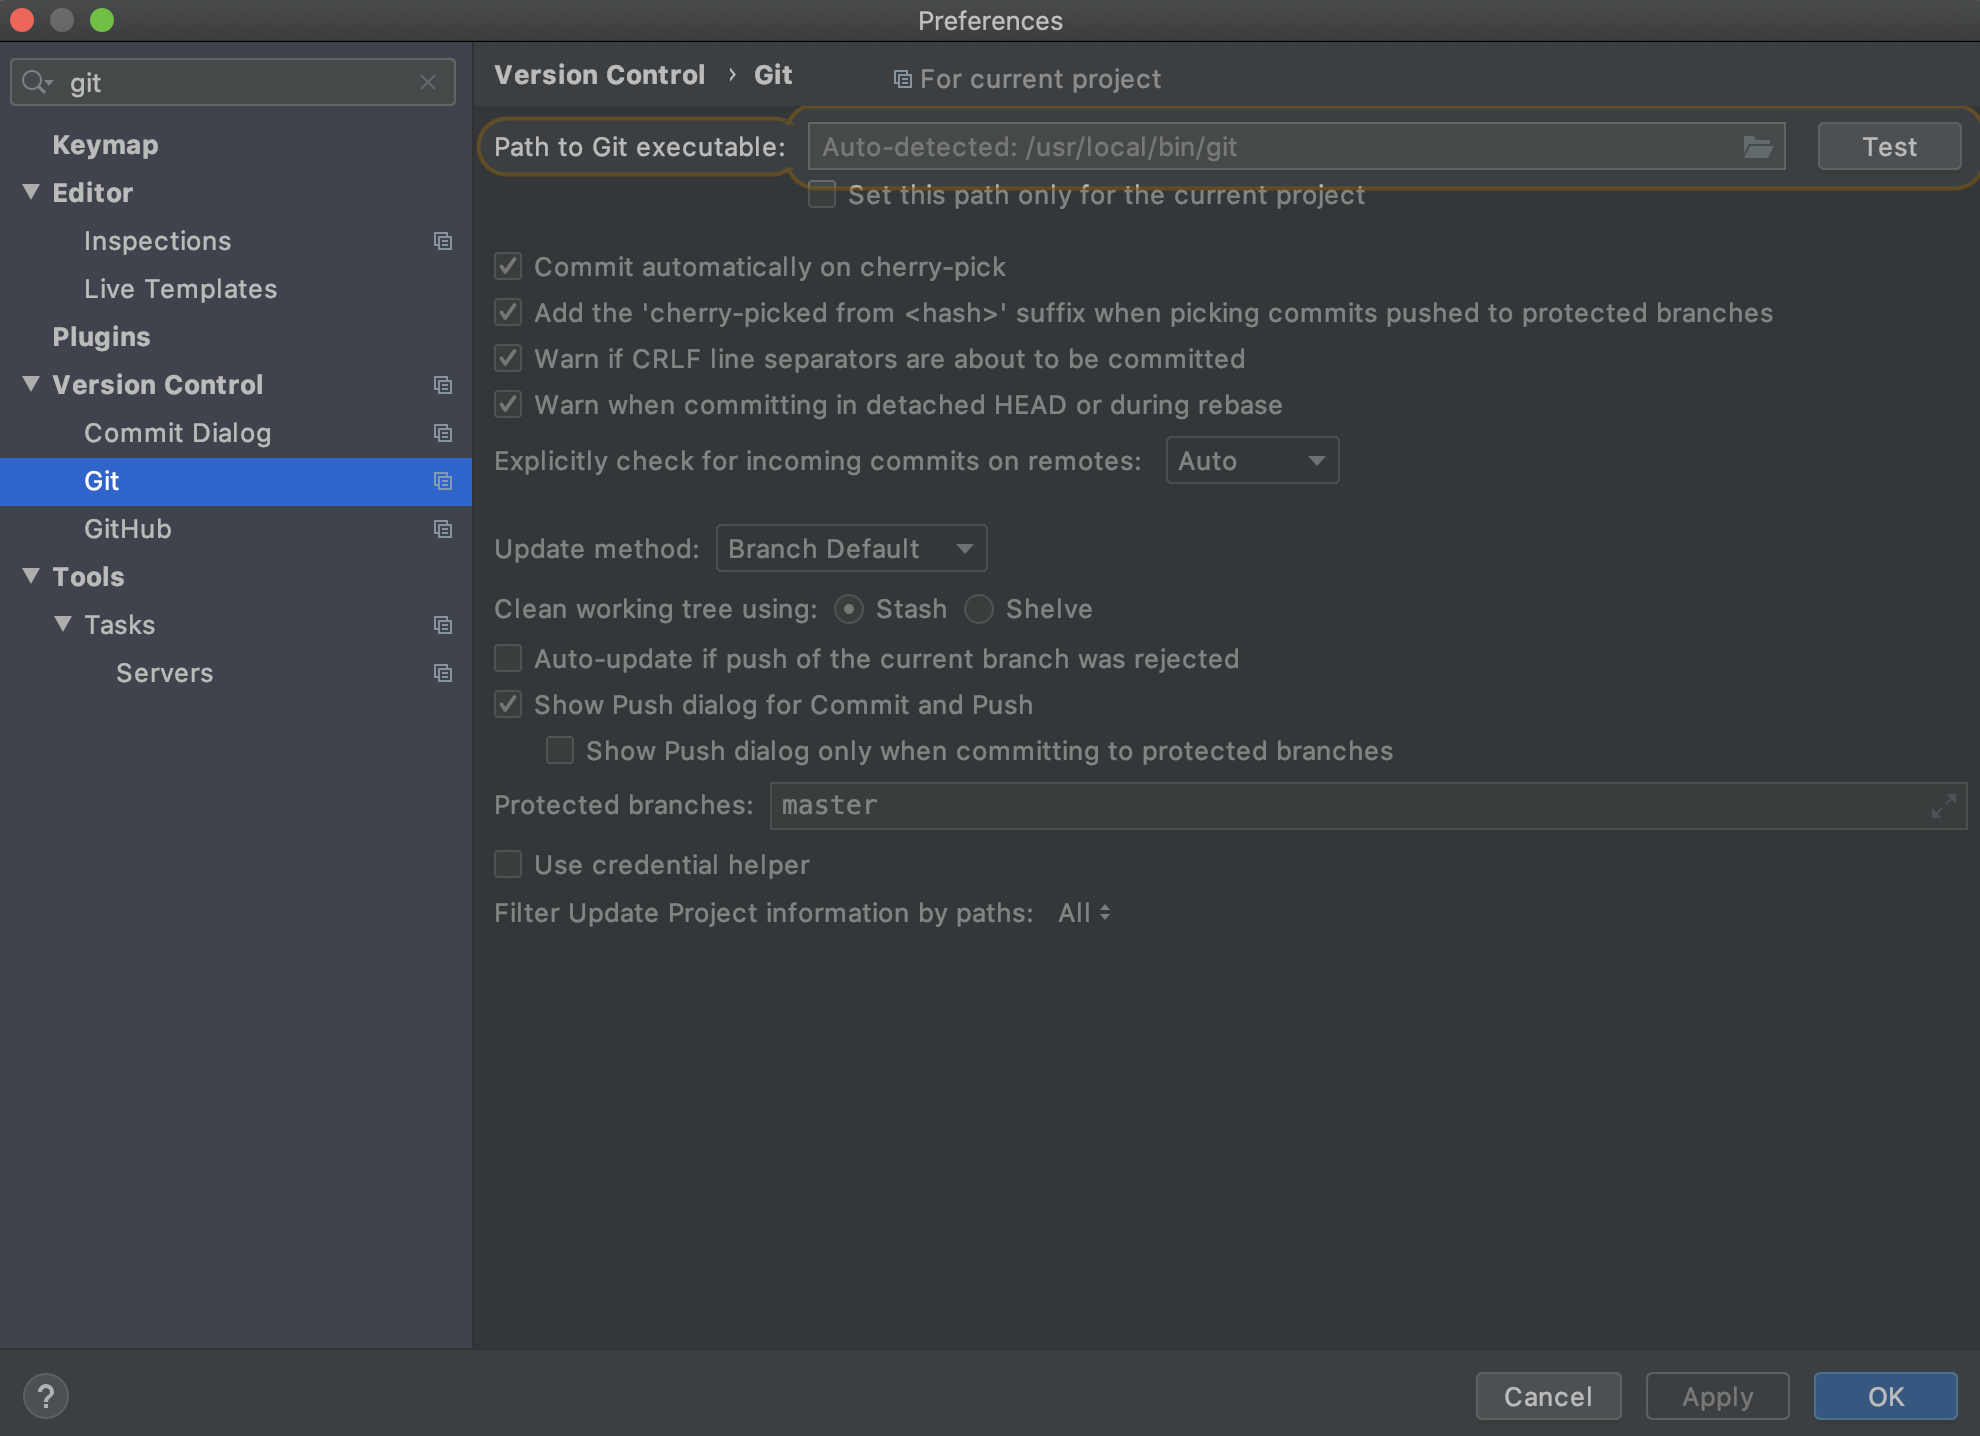 Preferences
git
Keymap
Editor
Inspections
Live Templates
Plugins
Version Control
Commit Dialog
Git
GitHub
Tools
Tasks
Servers
Version Control › Git
For current project
Path to Git executable: Auto-detected: /usr/local/bin/git Test
Set this path only for the current project
Commit automatically on cherry-pick
Add the 'cherry-picked from <hash>' suffix when picking commits pushed to protected branches
Warn if CRLF line separators are about to be committed
Warn when committing in detached HEAD or during rebase
Explicitly check for incoming commits on remotes: Auto
Update method: Branch Default
Clean working tree using: Stash Shelve
Auto-update if push of the current branch was rejected
Show Push dialog for Commit and Push
Show Push dialog only when committing to protected branches
Protected branches: master
Use credential helper
Filter Update Project information by paths: All
? Cancel Apply OK